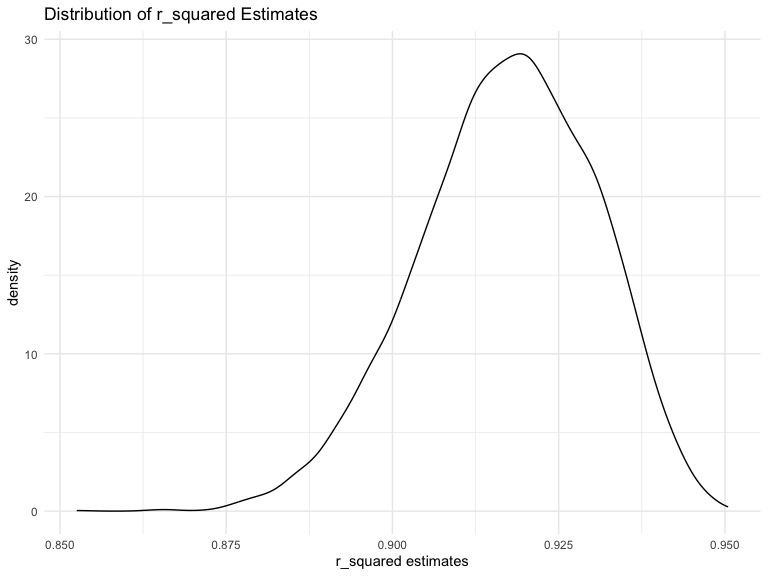 Distribution of r_squared Estimates
30
20
10
0
density
0.850 0.875 0.900 0.925 0.950
r_squared estimates